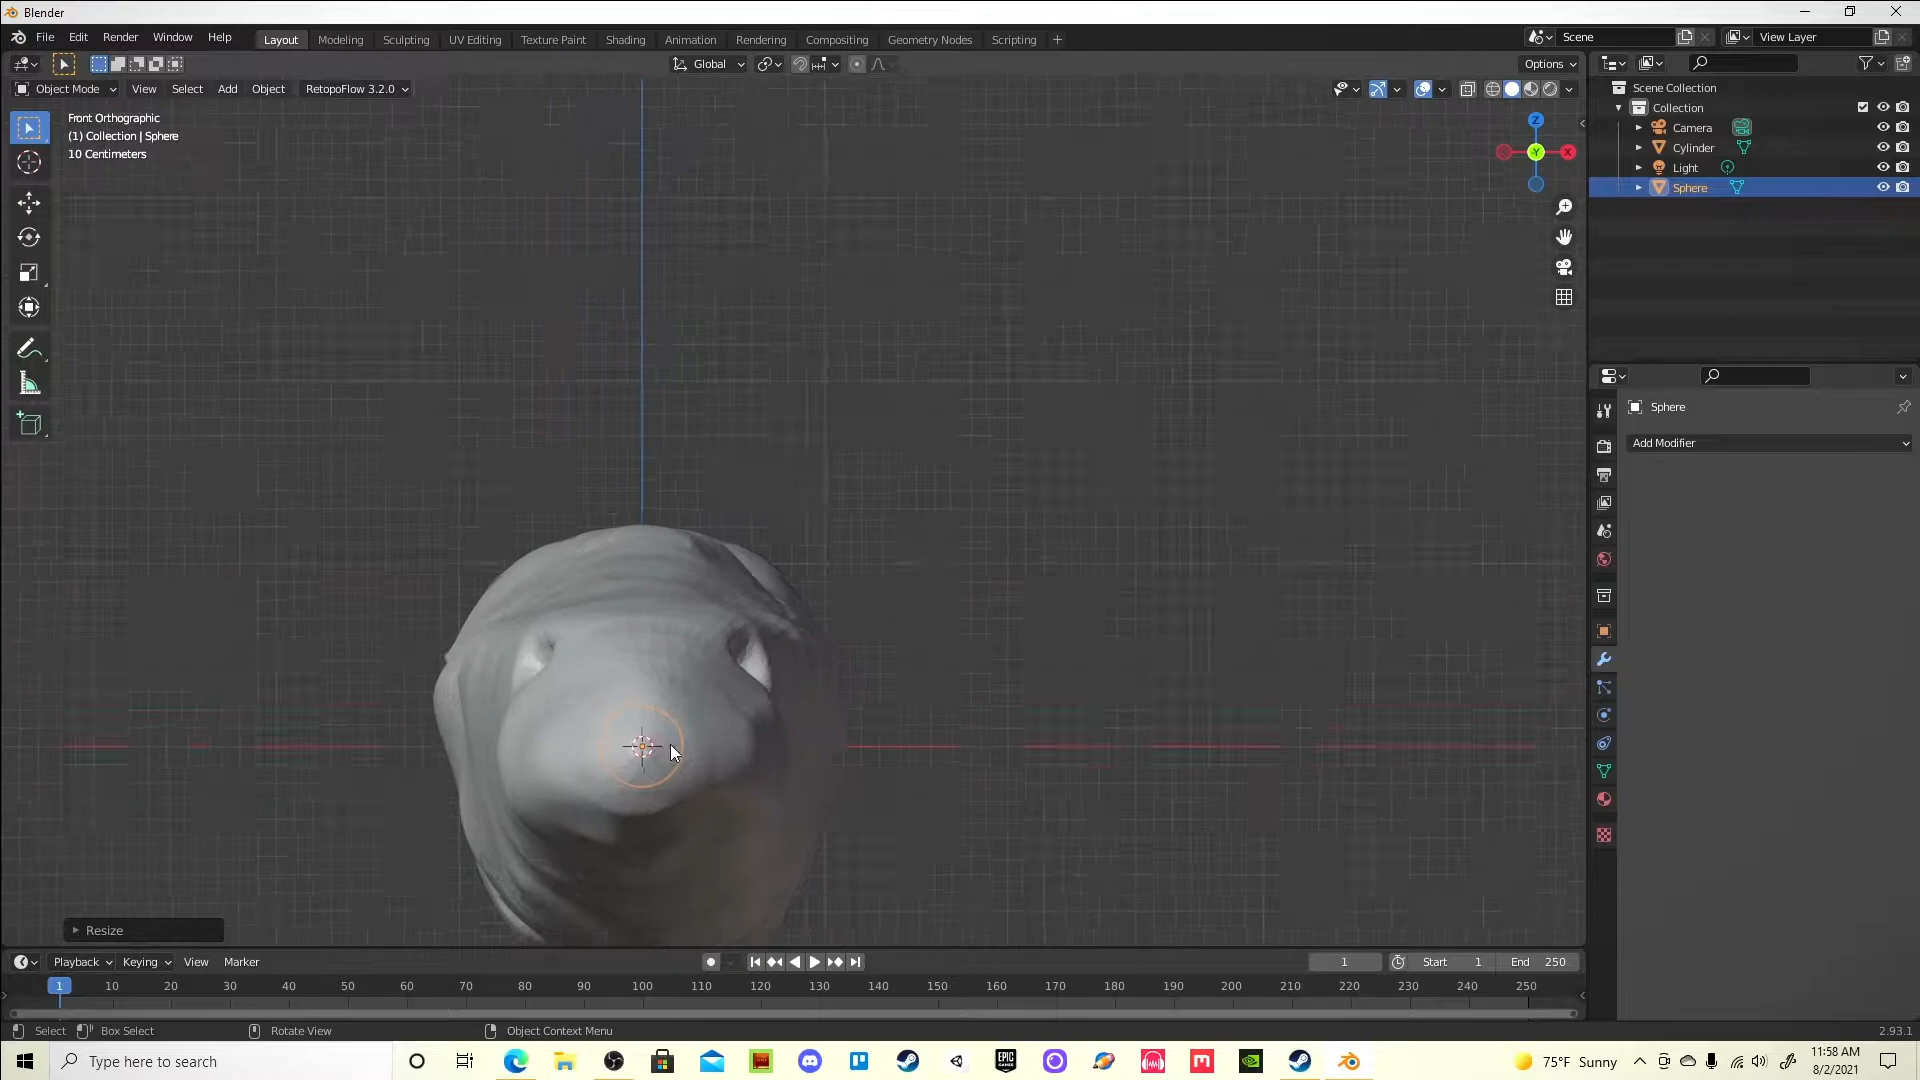 Blender
File Edit Render Window Help
Layout Modeling Sculpting UV Editing Texture Paint Shading Animation Rendering Compositing Geometry Nodes Scripting +
Scene
View Layer
Global
Options
Object Mode View Select Add Object RetopoFlow 3.2.0
Front Orthographic
(1) Collection | Sphere
10 Centimeters
Z
Y
X
Scene Collection
Collection
Camera
Cylinder
Light
Sphere
Sphere
Add Modifier
Resize
Playback Keying View Marker
1
Start 1 End 250
1 10 20 30 40 50 60 70 80 90 100 110 120 130 140 150 160 170 180 190 200 210 220 230 240 250
Select Box Select Rotate View Object Context Menu
2.93.1
Type here to search
EPIC GAMES
M
75°F Sunny
11:58 AM
8/2/2021